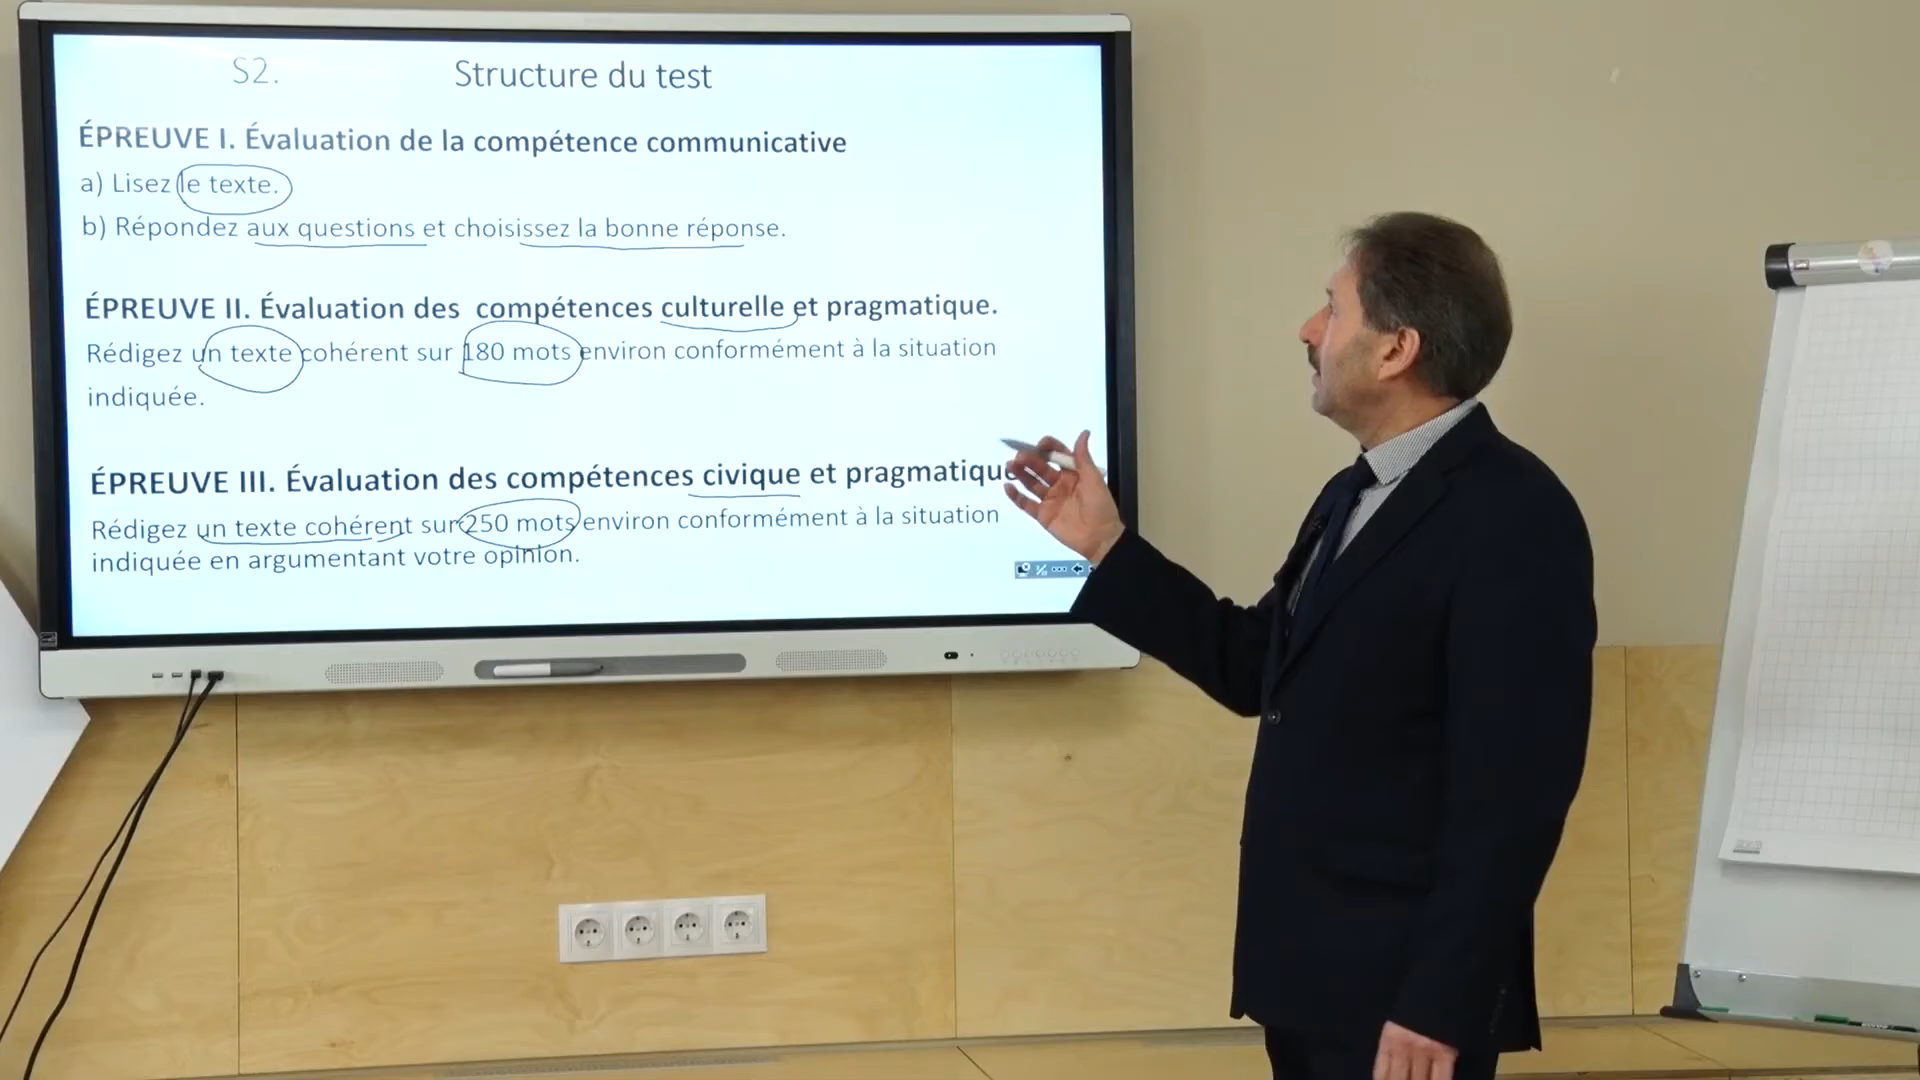 S2. Structure du test
ÉPREUVE I. Évaluation de la compétence communicative
a) Lisez le texte.
b) Répondez aux questions et choisissez la bonne réponse.
ÉPREUVE II. Évaluation des compétences culturelle et pragmatique.
Rédigez un texte cohérent sur 180 mots environ conformément à la situation
indiquée.
ÉPREUVE III. Évaluation des compétences civique et pragmatique
Rédigez un texte cohérent sur 250 mots environ conformément à la situation
indiquée en argumentant votre opinion.